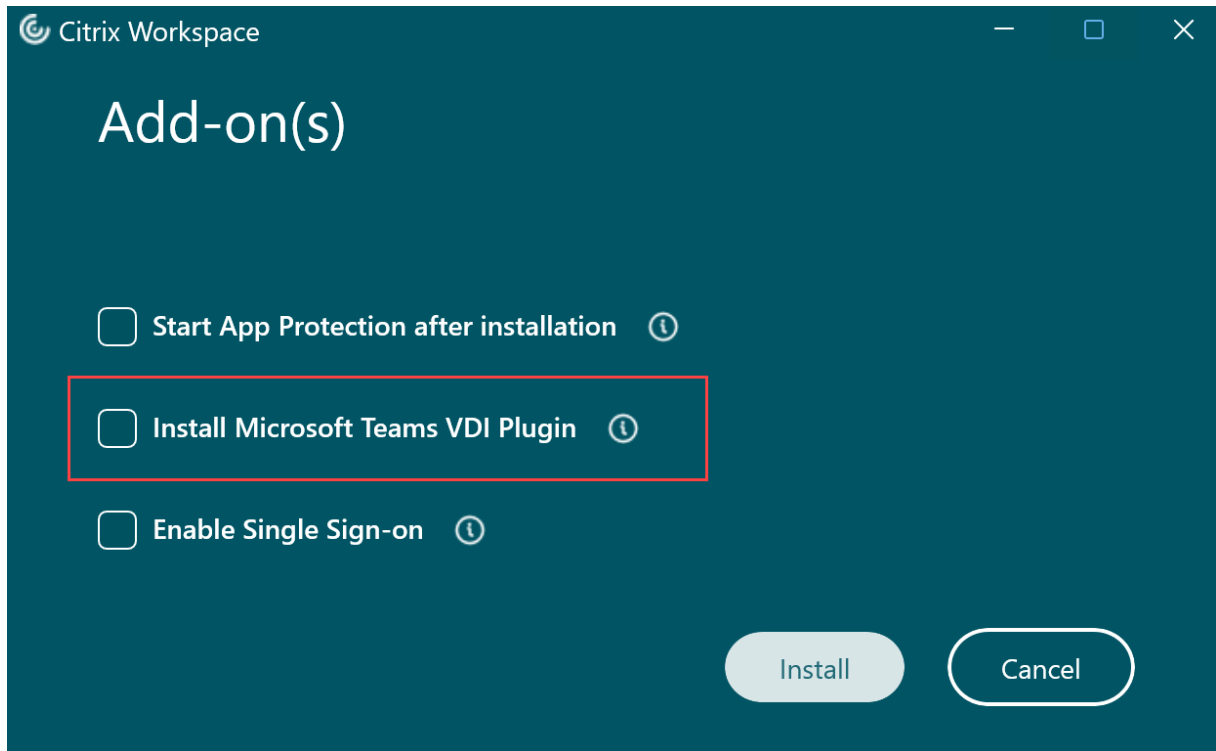 Citrix Workspace
Add-on(s)
Start App Protection after installation
Install Microsoft Teams VDI Plugin
Enable Single Sign-on
Install Cancel